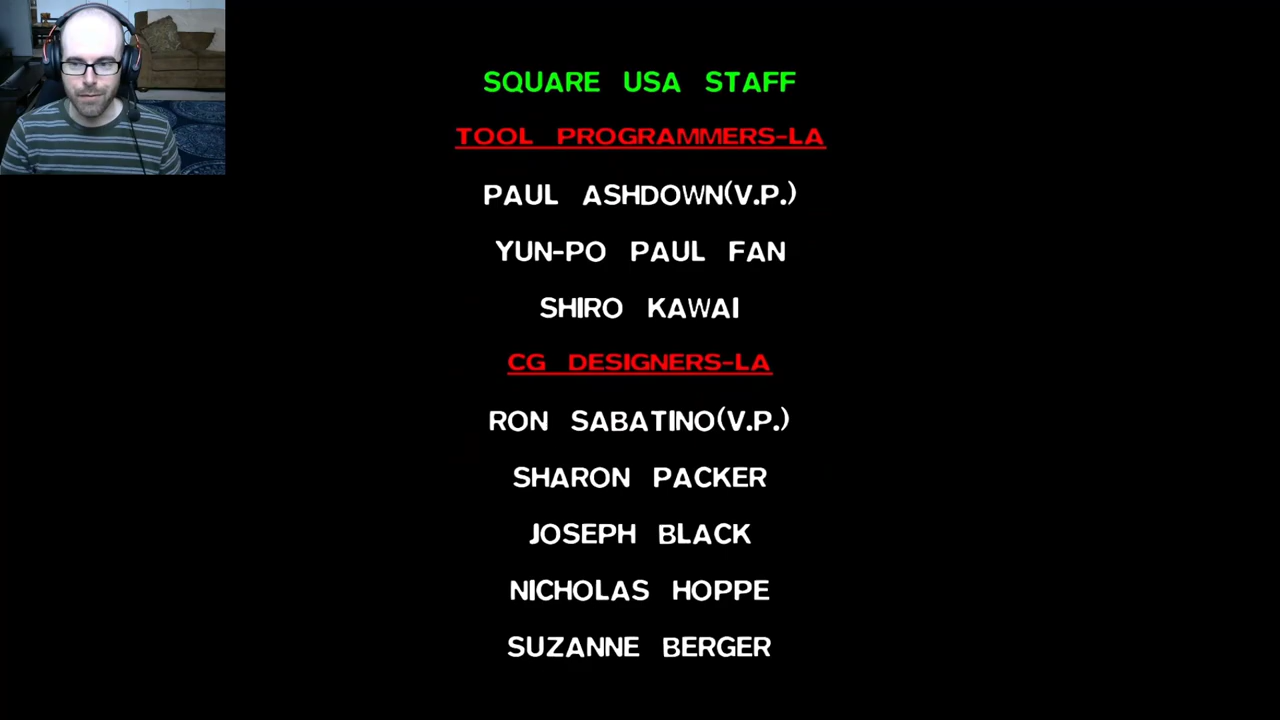 SQUARE USA STAFF
TOOL PROGRAMMERS-LA
PAUL ASHDOWN(V.P.)
YUN-PO PAUL FAN
SHIRO KAWAI
CG DESIGNERS-LA
RON SABATINO(V.P.)
SHARON PACKER
JOSEPH BLACK
NICHOLAS HOPPE
SUZANNE BERGER